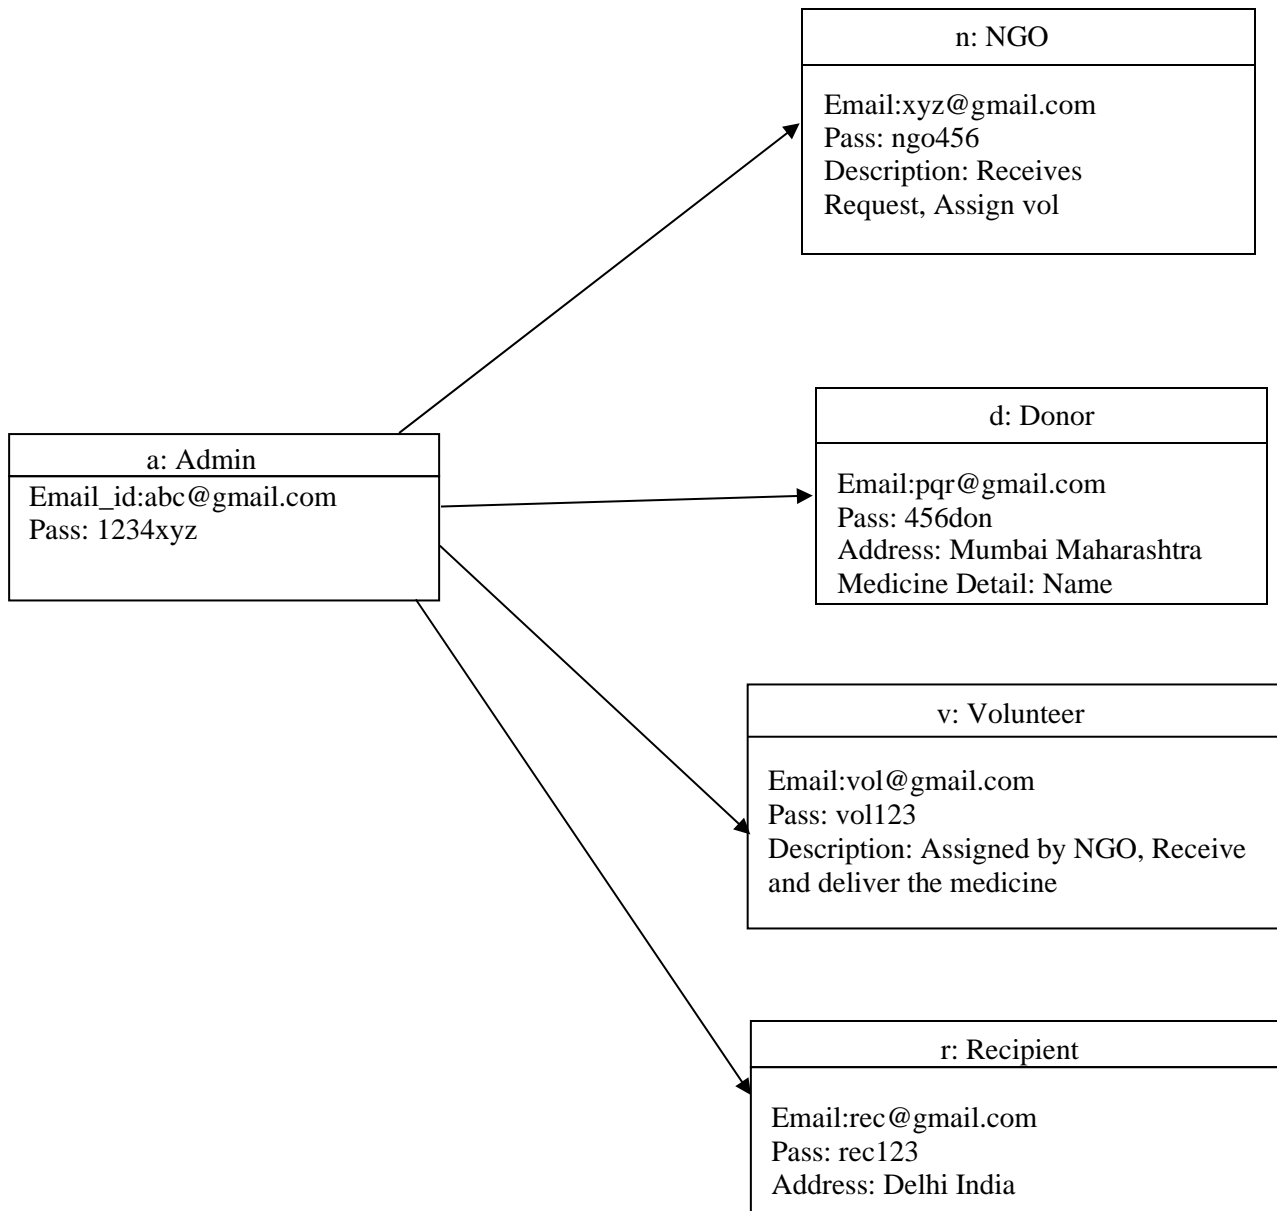 n: NGO
Email:xyz@gmail.com
Pass: ngo456
Description: Receives
Request, Assign vol
d: Donor
Email:pqr@gmail.com
Pass: 456don
Address: Mumbai Maharashtra
Medicine Detail: Name
a: Admin
Email_id:abc@gmail.com
Pass: 1234xyz
v: Volunteer
Email:vol@gmail.com
Pass: vol123
Description: Assigned by NGO, Receive
and deliver the medicine
r: Recipient
Email:rec@gmail.com
Pass: rec123
Address: Delhi India